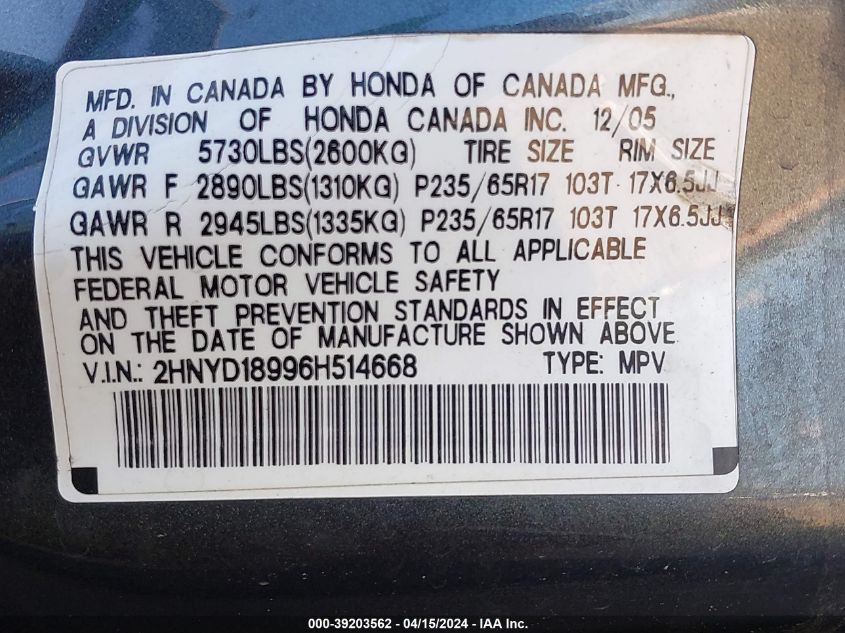 MFD. IN CANADA BY HONDA OF CANADA MFG.,
A DIVISION OF HONDA CANADA INC. 12/05
GVWR 5730LBS(2600KG) TIRE SIZE RIM SIZE
GAWR F 2890LBS(1310KG) P235/65R17 103T 17X6.5JJ
GAWR R 2945LBS(1335KG) P235/65R17 103T 17X6.5JJ
THIS VEHICLE CONFORMS TO ALL APPLICABLE
FEDERAL MOTOR VEHICLE SAFETY
AND THEFT PREVENTION STANDARDS IN EFFECT
ON THE DATE OF MANUFACTURE SHOWN ABOVE
V.I.N.: 2HNYD18996H514668 TYPE: MPV
000-39203562 - 04/15/2024 - IAA Inc.